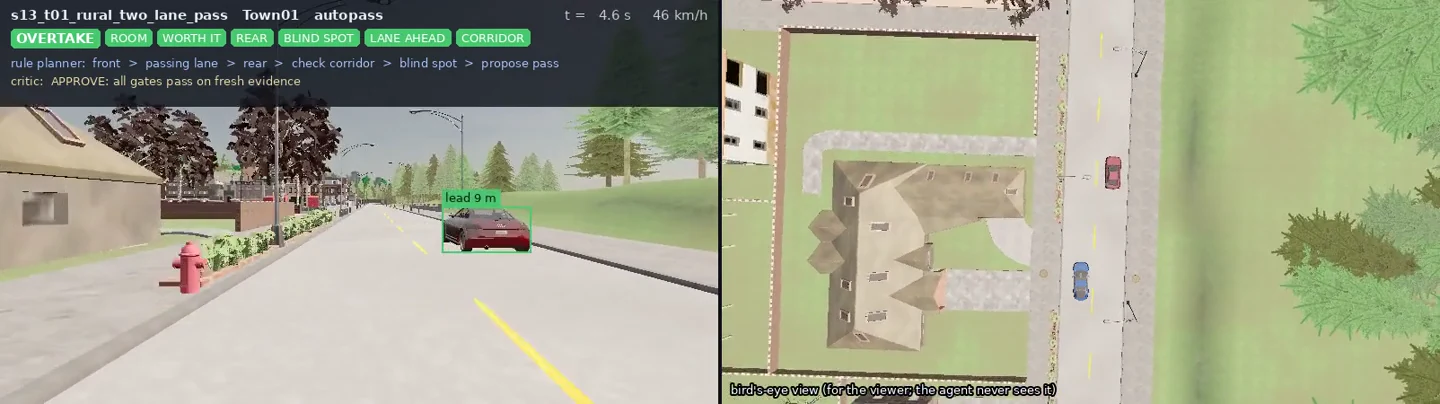 s13_t01_rural_two_lane_pass Town01 autopass t = 4.6 s 46 km/h
OVERTAKE ROOM WORTH IT REAR BLIND SPOT LANE AHEAD CORRIDOR
rule planner: front > passing lane > rear > check corridor > blind spot > propose pass
critic: APPROVE: all gates pass on fresh evidence
lead 9 m
bird's-eye view (for the viewer; the agent never sees it)